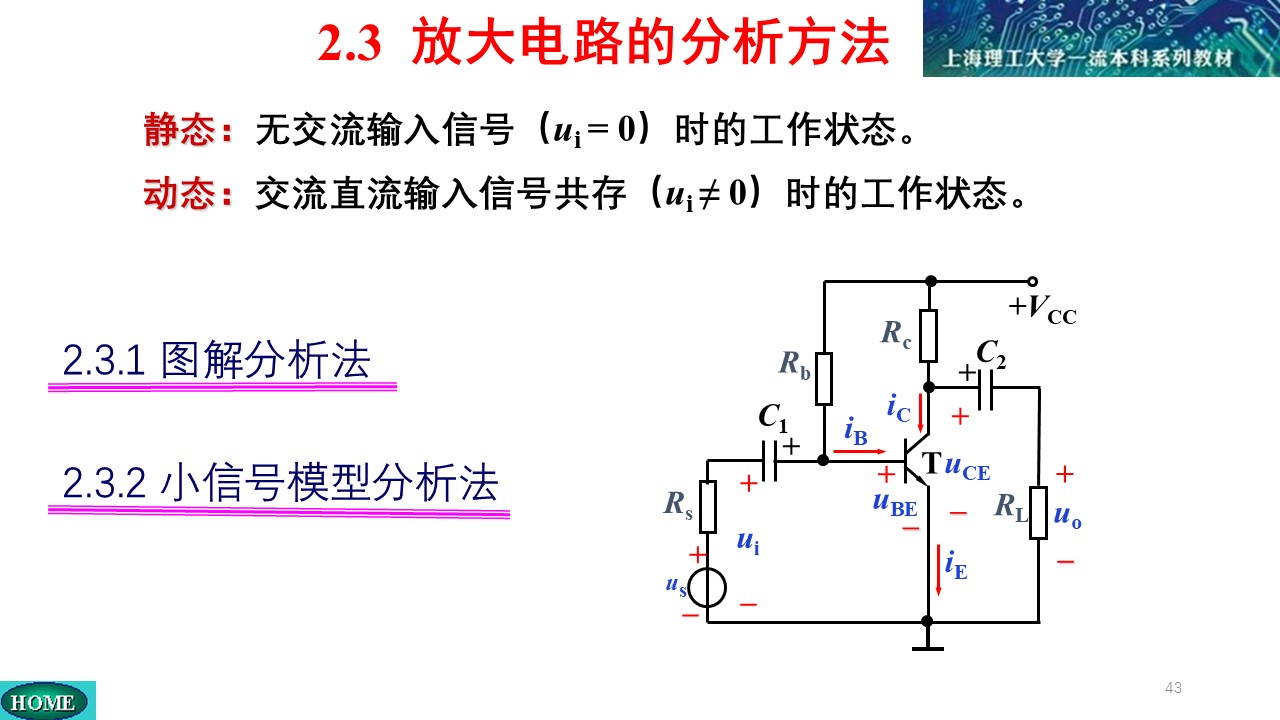 2.3 放大电路的分析方法
上海理工大学一流本科系列教材
静态：无交流输入信号（ui = 0）时的工作状态。
动态：交流直流输入信号共存（ui ≠ 0）时的工作状态。
2.3.1 图解分析法
2.3.2 小信号模型分析法
+VCC
Rc
C2
+
Rb
iC
+
C1
+
iB
T
uCE
+
uBE
−
−
+
Rs
ui
−
+
us
−
RL
+
uo
−
iE
HOME
43